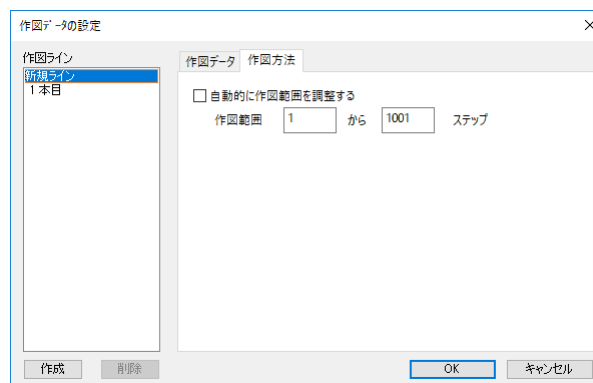 作図データの設定
作図ライン
新規ライン
1本目
作図データ 作図方法
自動的に作図範囲を調整する
作図範囲 1 から 1001 ステップ
作成 削除 OK キャンセル